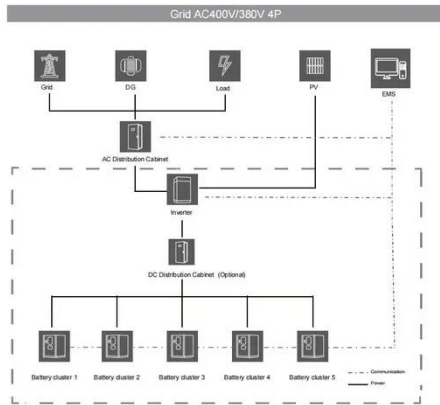 Grid AC400V/380V 4P
Grid DG Load PV EMS
AC Distribution Cabinet
Inverter
DC Distribution Cabinet (Optional)
Battery cluster 1 Battery cluster 2 Battery cluster 3 Battery cluster 4 Battery cluster 5
Communication
Power